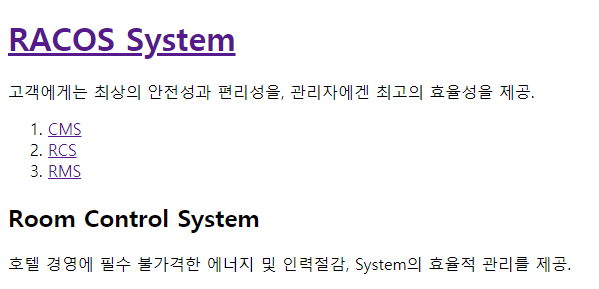 RACOS System
고객에게는 최상의 안전성과 편리성을, 관리자에겐 최고의 효율성을 제공.
1. CMS
2. RCS
3. RMS
Room Control System
호텔 경영에 필수 불가격한 에너지 및 인력절감, System의 효율적 관리를 제공.